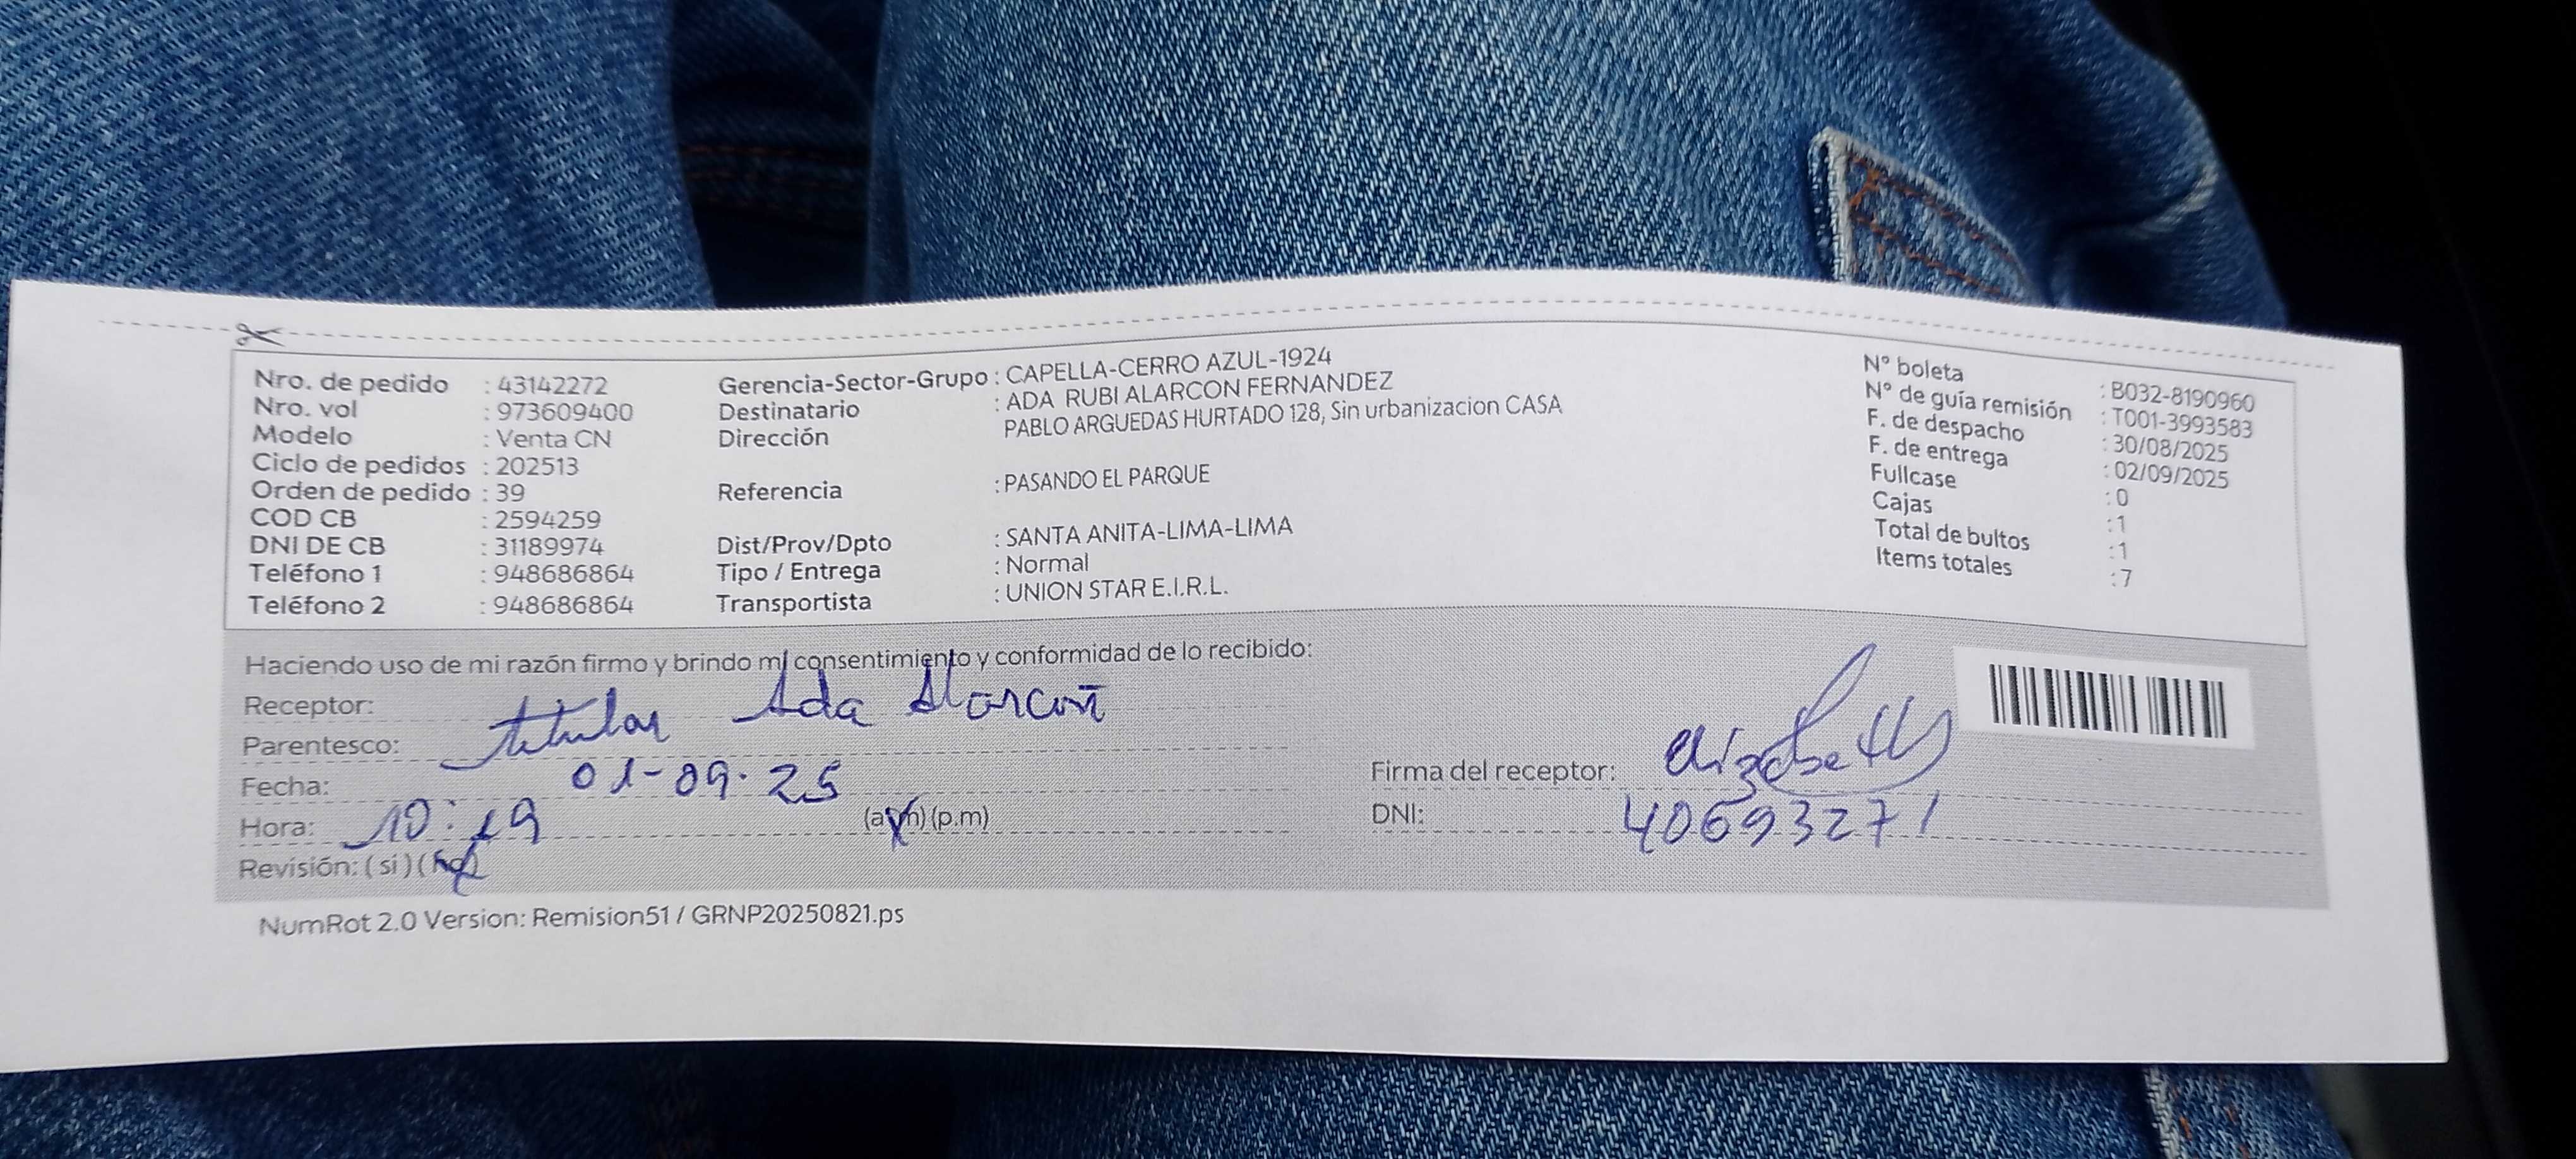 Nro. de pedido : 43142272
Nro. vol : 973609400
Modelo : Venta CN
Ciclo de pedidos : 202513
Orden de pedido : 39
COD CB : 2594259
DNI DE CB : 31189974
Teléfono 1 : 948686864
Teléfono 2 : 948686864
Gerencia-Sector-Grupo : CAPELLA-CERRO AZUL-1924
Destinatario : ADA RUBI ALARCON FERNANDEZ
Dirección PABLO ARGUEDAS HURTADO 128, Sin urbanizacion CASA
Referencia : PASANDO EL PARQUE
Dist/Prov/Dpto : SANTA ANITA-LIMA-LIMA
Tipo / Entrega : Normal
Transportista : UNION STAR E.I.R.L.
N° boleta : B032-8190960
N° de guía remisión : T001-3993583
F. de despacho : 30/08/2025
F. de entrega : 02/09/2025
Fullcase : 0
Cajas : 1
Total de bultos : 1
Items totales : 7
Haciendo uso de mi razón firmo y brindo mi consentimiento y conformidad de lo recibido:
Receptor: Ada Alarcon
Parentesco: titular
Fecha: 01-09-25
Hora: 10:19 (a.m) (p.m)
Revisión: (si) (no)
Firma del receptor:
DNI: 40693271
NumRot 2.0 Version: Remision51 / GRNP20250821.ps